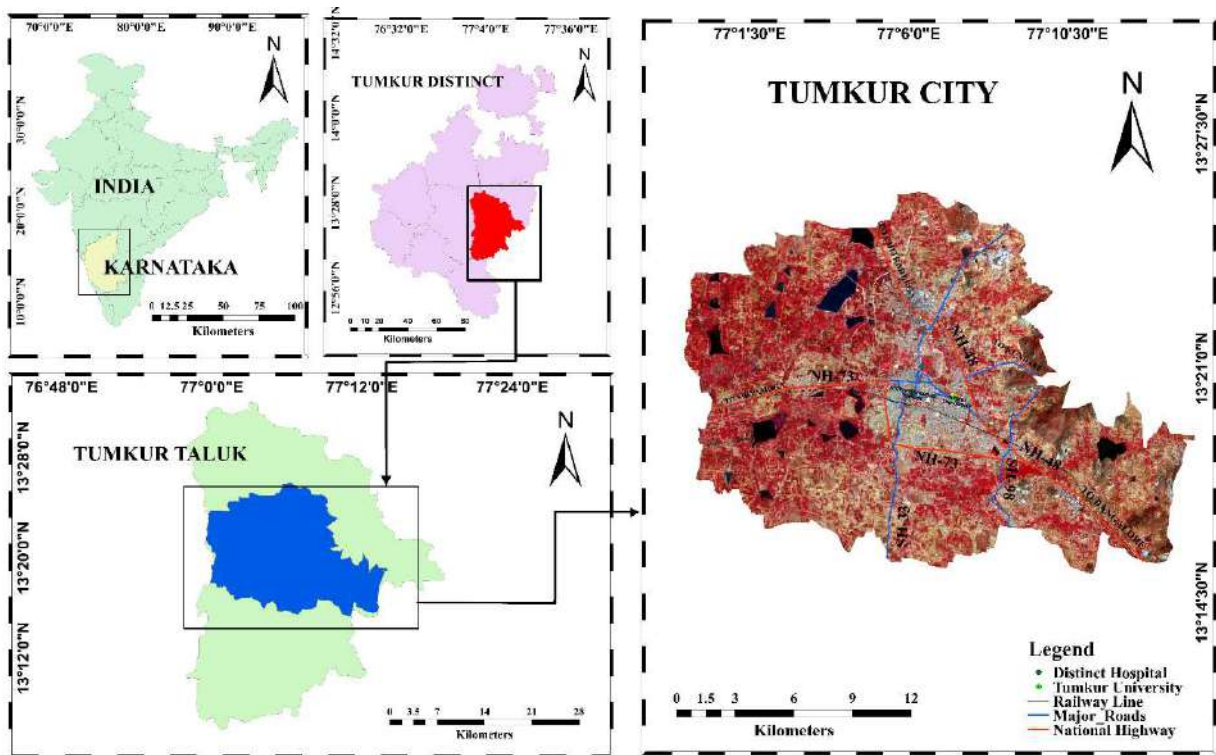 70°0'0"E 80°0'0"E 90°0'0"E
30°0'0"N
20°0'0"N
10°0'0"N
N
INDIA
KARNATAKA
0 12.5 25 50 75 100
Kilometers
76°32'0"E 77°4'0"E 77°36'0"E
14°32'0"N
14°0'0"N
13°28'0"N
12°56'0"N
TUMKUR DISTINCT
N
0 10 20 40 60 80
Kilometers
76°48'0"E 77°0'0"E 77°12'0"E 77°24'0"E
13°28'0"N
13°20'0"N
13°12'0"N
TUMKUR TALUK
N
0 3.5 7 14 21 28
Kilometers
77°1'30"E 77°6'0"E 77°10'30"E
13°27'30"N
13°21'0"N
13°14'30"N
TUMKUR CITY
N
NH-48
NH-73
NH-73
NH-48
SH-98
SH-33
TO BANGALORE
0 1.5 3 6 9 12
Kilometers
Legend
Distinct Hospital
Tumkur University
Railway Line
Major_Roads
National Highway